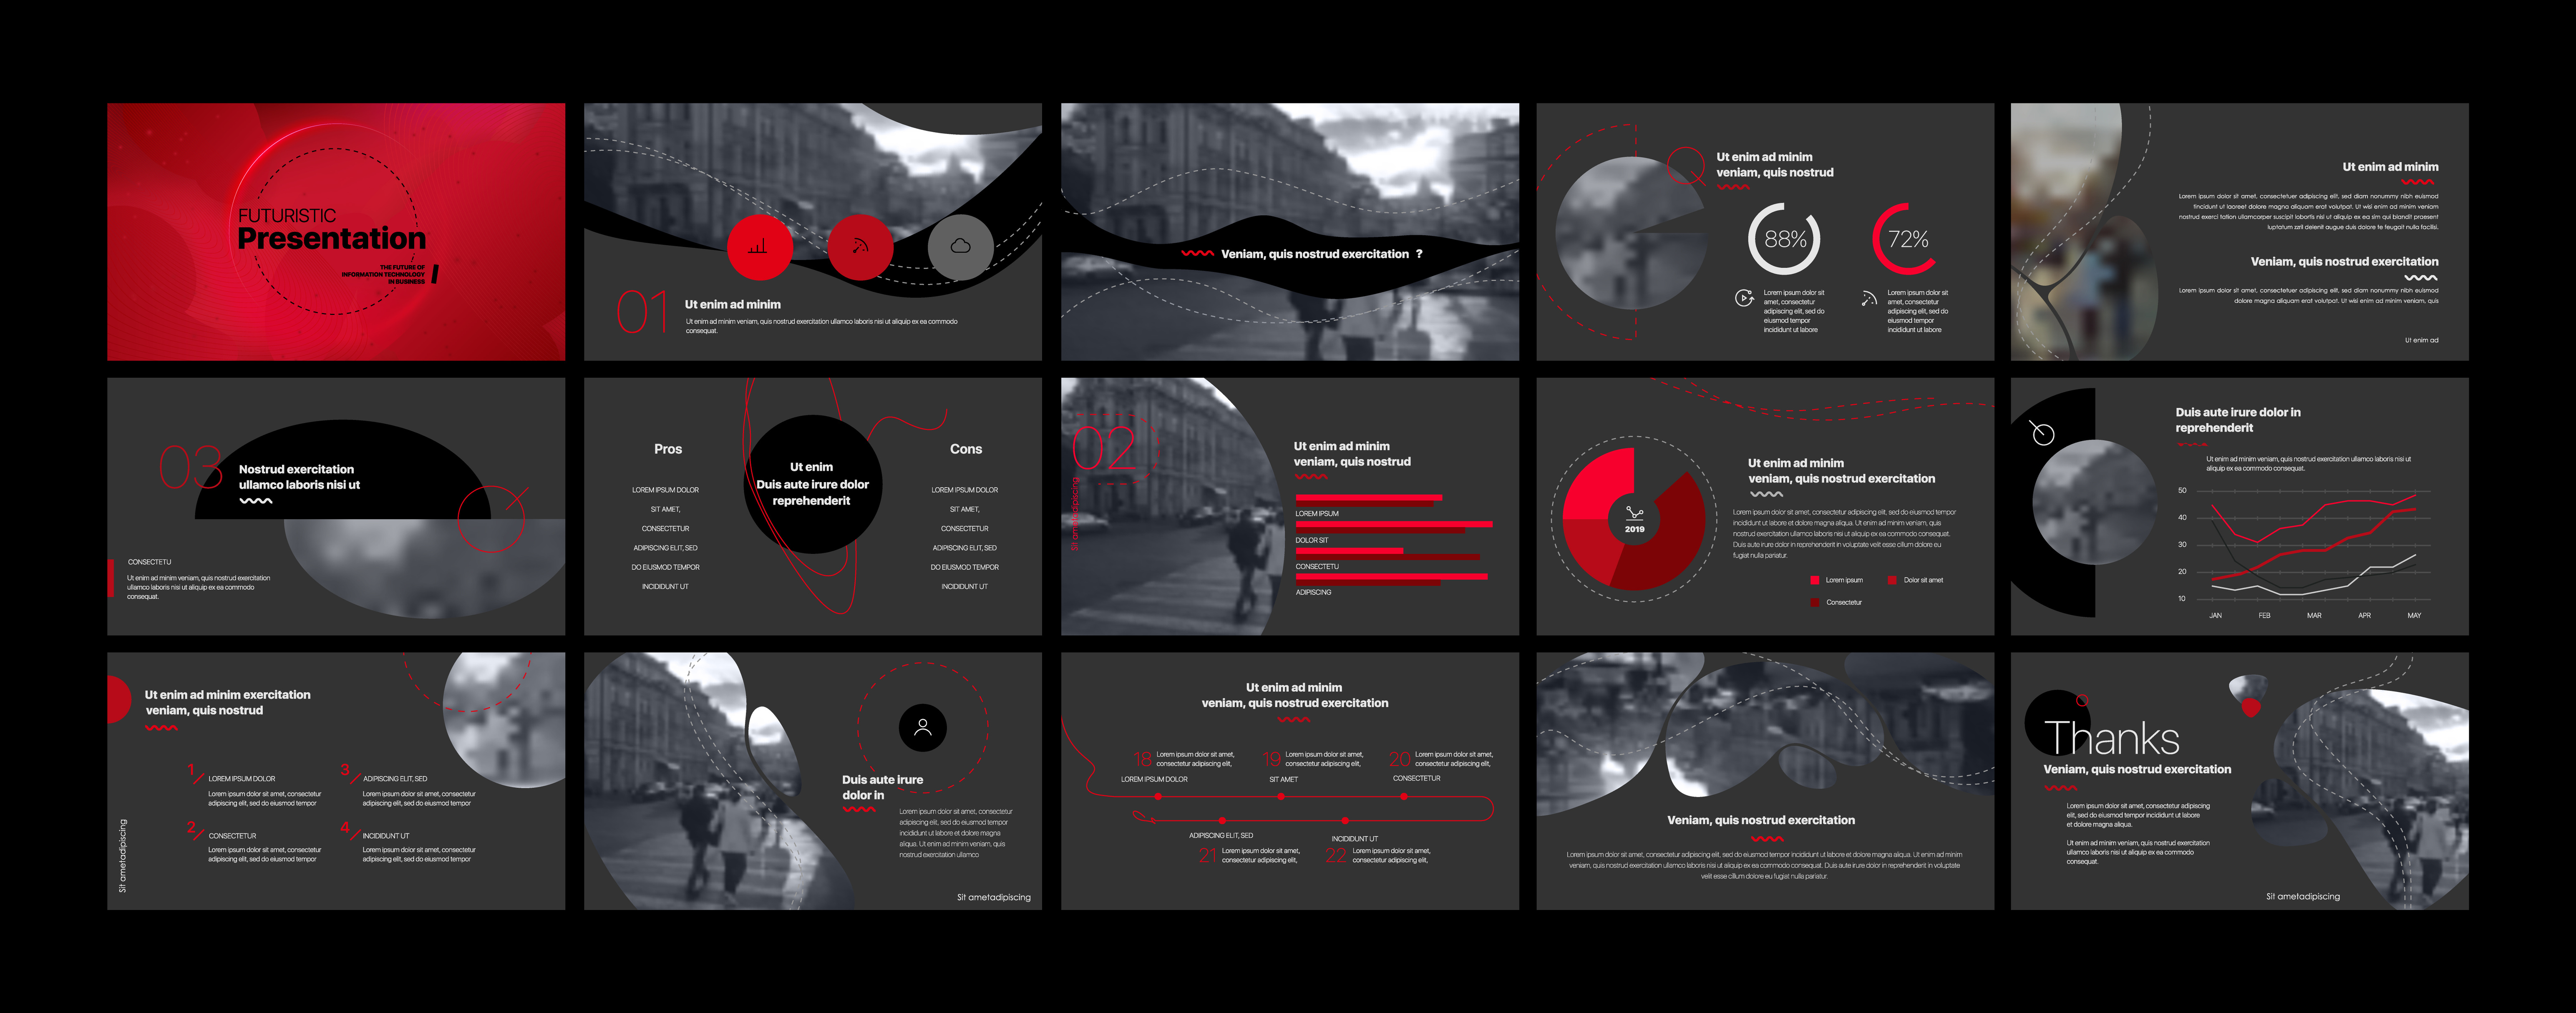 FUTURISTIC
Presentation
THE FUTURE OF
INFORMATION TECHNOLOGY
IN BUSINESS
01
Ut enim ad minim
Ut enim ad minim veniam, quis nostrud exercitation ullamco laboris nisi ut aliquip ex ea commodo
consequat.
Veniam, quis nostrud exercitation ?
Ut enim ad minim
veniam, quis nostrud
88%
72%
Lorem ipsum dolor sit
amet, consectetur
adipiscing elit, sed do
eiusmod tempor
incididunt ut labore
Lorem ipsum dolor sit
amet, consectetur
adipiscing elit, sed do
eiusmod tempor
incididunt ut labore
Ut enim ad minim
Lorem ipsum dolor sit amet, consectetuer adipiscing elit, sed diam nonummy nibh euismod
tincidunt ut laoreet dolore magna aliquam erat volutpat. Ut wisi enim ad minim veniam
nostrud exerci tation ullamcorper suscipit lobortis nisl ut aliquip ex ea sim qui blandit praesent
luptatum zzril delenit augue duis dolore te feugait nulla facilisi.
Veniam, quis nostrud exercitation
Lorem ipsum dolor sit amet, consectetuer adipiscing elit, sed diam nonummy nibh euismod
dolore magna aliquam erat volutpat. Ut wisi enim ad minim veniam, quis
Ut enim ad
03
Nostrud exercitation
ullamco laboris nisi ut
CONSECTETU
Ut enim ad minim veniam, quis nostrud exercitation
ullamco laboris nisi ut aliquip ex ea commodo
consequat.
Pros
LOREM IPSUM DOLOR
SIT AMET,
CONSECTETUR
ADIPISCING ELIT, SED
DO EIUSMOD TEMPOR
INCIDIDUNT UT
Ut enim
Duis aute irure dolor
reprehenderit
Cons
LOREM IPSUM DOLOR
SIT AMET,
CONSECTETUR
ADIPISCING ELIT, SED
DO EIUSMOD TEMPOR
INCIDIDUNT UT
02
Sit ametadipiscing
Ut enim ad minim
veniam, quis nostrud
LOREM IPSUM
DOLOR SIT
CONSECTETU
ADIPISCING
2019
Ut enim ad minim
veniam, quis nostrud exercitation
Lorem ipsum dolor sit amet, consectetur adipiscing elit, sed do eiusmod tempor
incididunt ut labore et dolore magna aliqua. Ut enim ad minim veniam, quis
nostrud exercitation ullamco laboris nisi ut aliquip ex ea commodo consequat.
Duis aute irure dolor in reprehenderit in voluptate velit esse cillum dolore eu
fugiat nulla pariatur.
Lorem ipsum
Dolor sit amet
Consectetur
Duis aute irure dolor in
reprehenderit
Ut enim ad minim veniam, quis nostrud exercitation ullamco laboris nisi ut
aliquip ex ea commodo consequat.
50
40
30
20
10
JAN FEB MAR APR MAY
Ut enim ad minim exercitation
veniam, quis nostrud
1/ LOREM IPSUM DOLOR
Lorem ipsum dolor sit amet, consectetur
adipiscing elit, sed do eiusmod tempor
2/ CONSECTETUR
Lorem ipsum dolor sit amet, consectetur
adipiscing elit, sed do eiusmod tempor
3/ ADIPISCING ELIT, SED
Lorem ipsum dolor sit amet, consectetur
adipiscing elit, sed do eiusmod tempor
4/ INCIDIDUNT UT
Lorem ipsum dolor sit amet, consectetur
adipiscing elit, sed do eiusmod tempor
Sit ametadipiscing
Duis aute irure
dolor in
Lorem ipsum dolor sit amet, consectetur
adipiscing elit, sed do eiusmod tempor
incididunt ut labore et dolore magna
aliqua. Ut enim ad minim veniam, quis
nostrud exercitation ullamco
Sit ametadipiscing
Ut enim ad minim
veniam, quis nostrud exercitation
18
Lorem ipsum dolor sit amet,
consectetur adipiscing elit,
LOREM IPSUM DOLOR
19
Lorem ipsum dolor sit amet,
consectetur adipiscing elit,
SIT AMET
20
Lorem ipsum dolor sit amet,
consectetur adipiscing elit,
CONSECTETUR
ADIPISCING ELIT, SED
21
Lorem ipsum dolor sit amet,
consectetur adipiscing elit,
INCIDIDUNT UT
22
Lorem ipsum dolor sit amet,
consectetur adipiscing elit,
Veniam, quis nostrud exercitation
Lorem ipsum dolor sit amet, consectetur adipiscing elit, sed do eiusmod tempor incididunt ut labore et dolore magna aliqua. Ut enim ad minim
veniam, quis nostrud exercitation ullamco laboris nisi ut aliquip ex ea commodo consequat. Duis aute irure dolor in reprehenderit in voluptate
velit esse cillum dolore eu fugiat nulla pariatur.
Thanks
Veniam, quis nostrud exercitation
Lorem ipsum dolor sit amet, consectetur adipiscing
elit, sed do eiusmod tempor incididunt ut labore
et dolore magna aliqua.
Ut enim ad minim veniam, quis nostrud exercitation
ullamco laboris nisi ut aliquip ex ea commodo
consequat.
Sit ametadipiscing